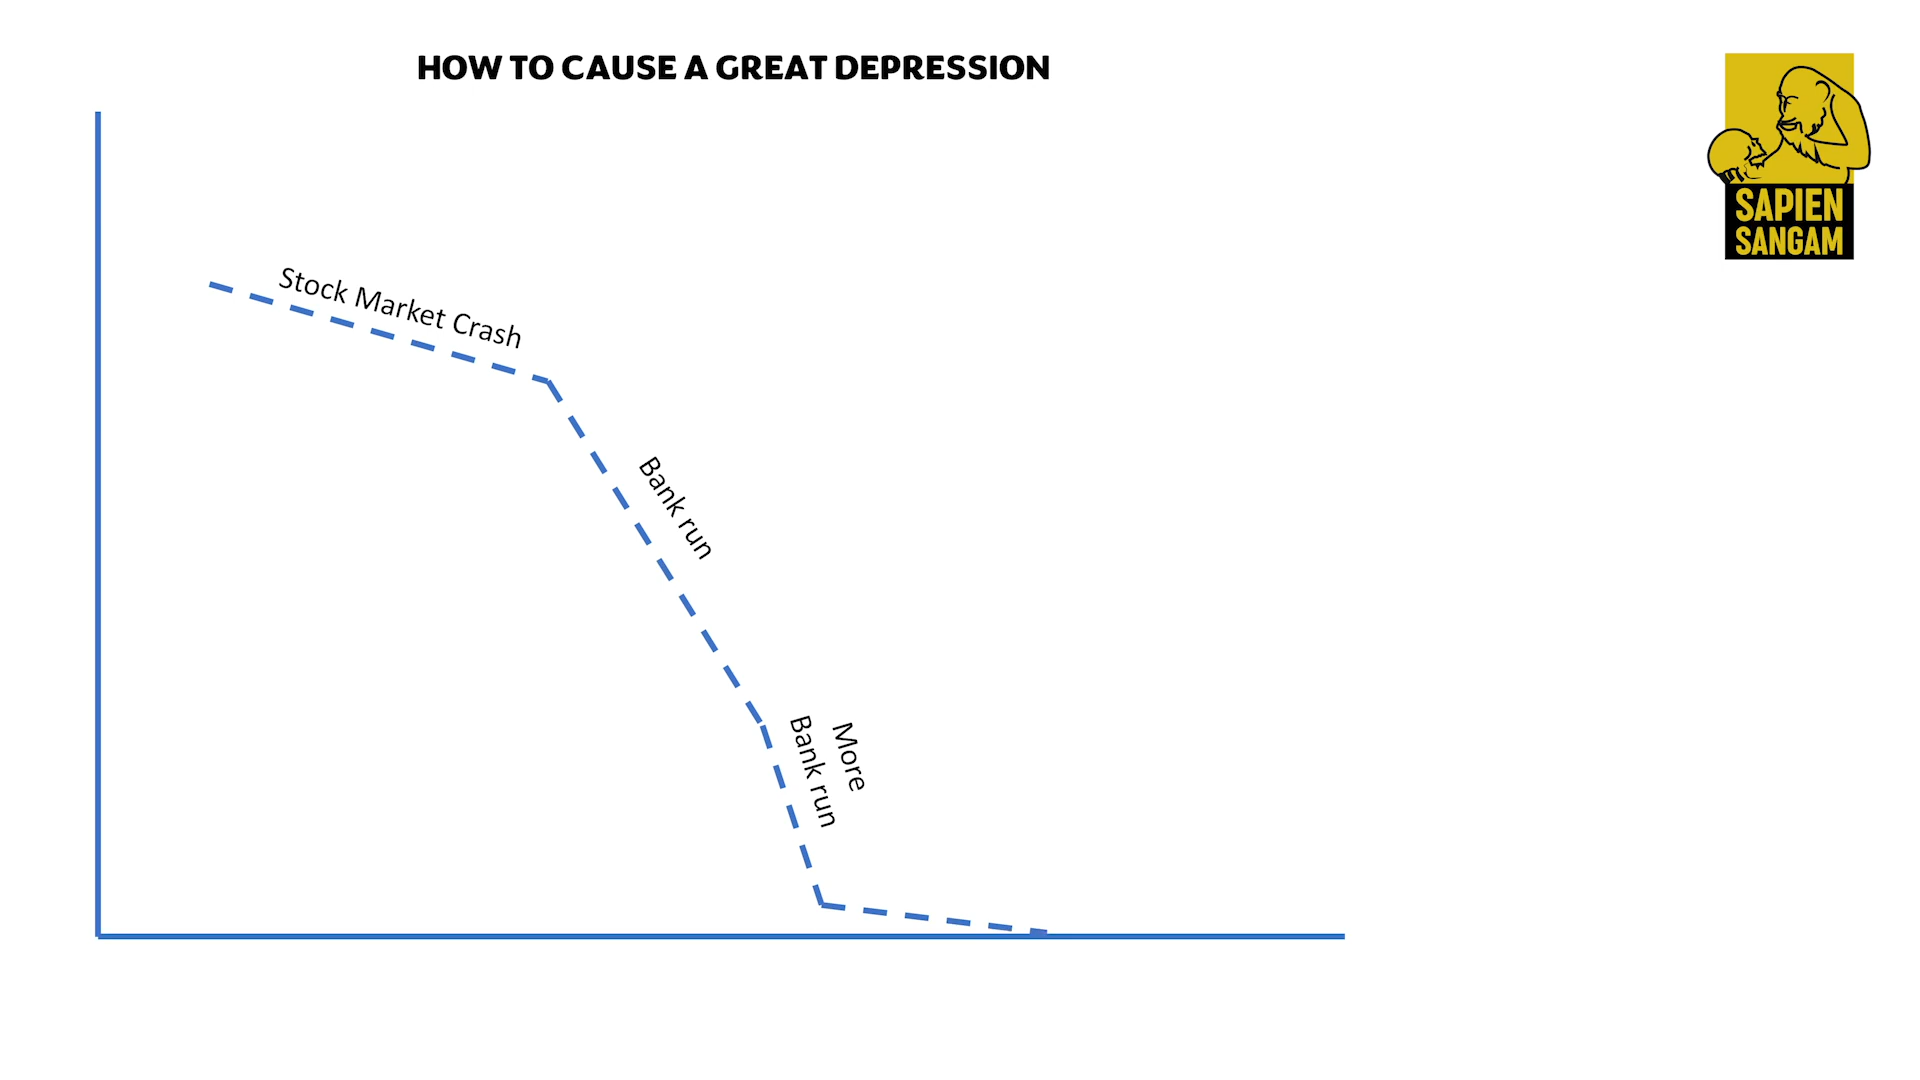 HOW TO CAUSE A GREAT DEPRESSION
SAPIEN
SANGAM
Stock Market Crash
Bank run
More
Bank run